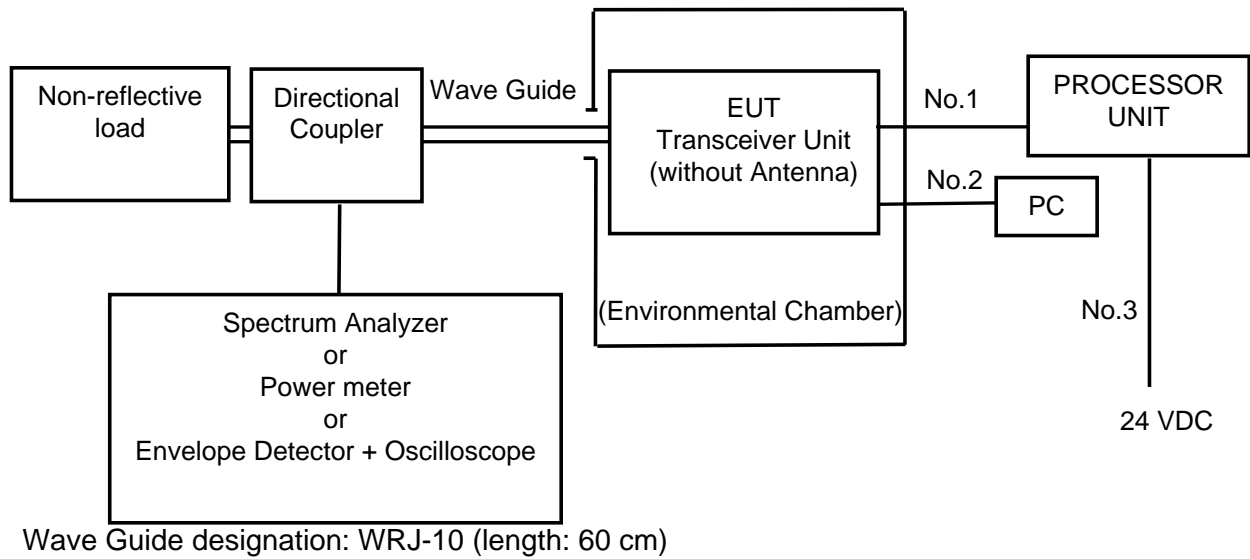 Non-reflective
load
Directional
Coupler
Wave Guide
EUT
Transceiver Unit
(without Antenna)
No.1
PROCESSOR
UNIT
No.2
PC
(Environmental Chamber)
No.3
24 VDC
Spectrum Analyzer
or
Power meter
or
Envelope Detector + Oscilloscope
Wave Guide designation: WRJ-10 (length: 60 cm)